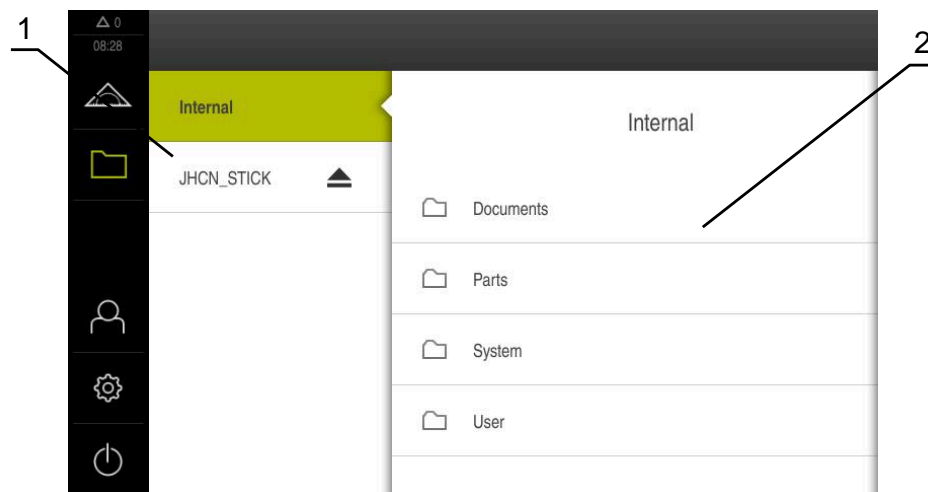 1
2
0
08:28
Internal
JHCN_STICK
Internal
Documents
Parts
System
User